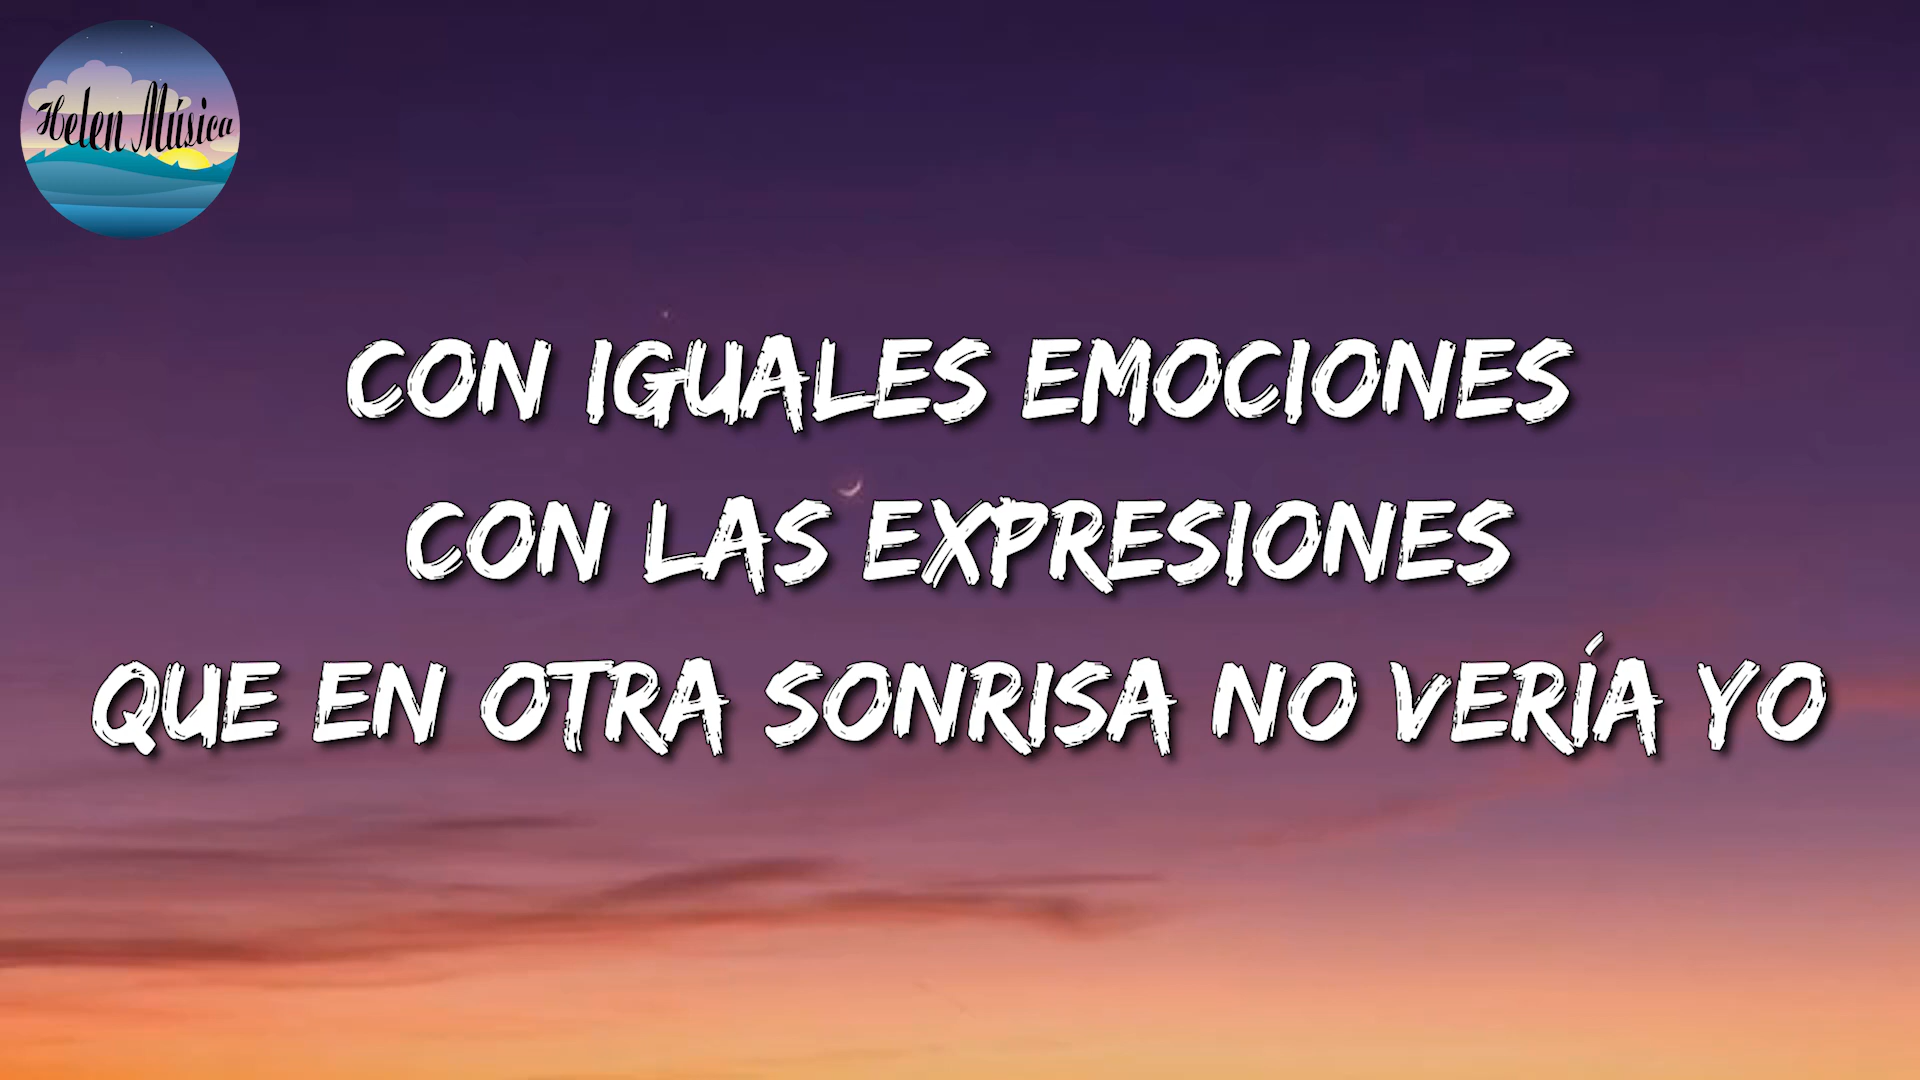 Helen Música
CON IGUALES EMOCIONES
CON LAS EXPRESIONES
QUE EN OTRA SONRISA NO VERÍA YO